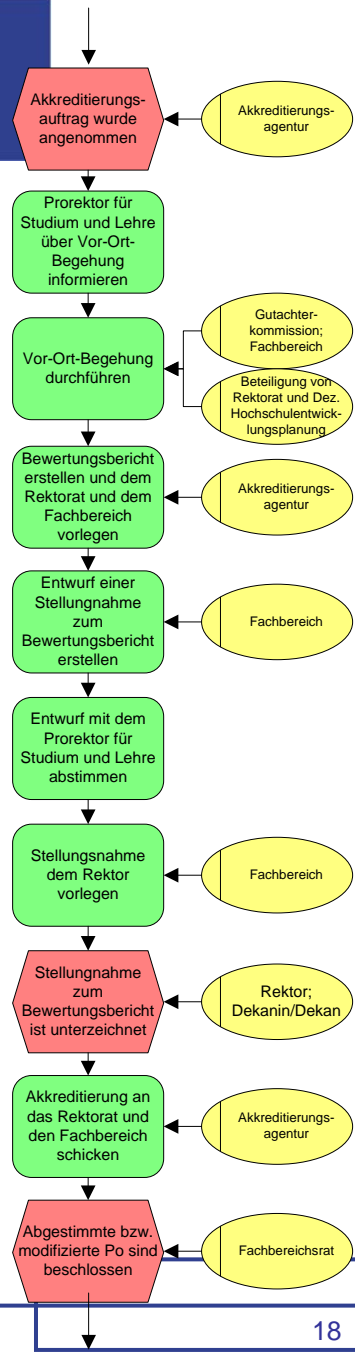 Akkreditierungs-
auftrag wurde
angenommen
Akkreditierungs-
agentur
Prorektor für
Studium und Lehre
über Vor-Ort-
Begehung
informieren
Vor-Ort-Begehung
durchführen
Gutachter-
kommission;
Fachbereich
Beteiligung von
Rektorat und Dez.
Hochschulentwick-
lungsplanung
Bewertungsbericht
erstellen und dem
Rektorat und dem
Fachbereich
vorlegen
Akkreditierungs-
agentur
Entwurf einer
Stellungnahme
zum
Bewertungsbericht
erstellen
Fachbereich
Entwurf mit dem
Prorektor für
Studium und Lehre
abstimmen
Stellungsnahme
dem Rektor
vorlegen
Fachbereich
Stellungnahme
zum
Bewertungsbericht
ist unterzeichnet
Rektor;
Dekanin/Dekan
Akkreditierung an
das Rektorat und
den Fachbereich
schicken
Akkreditierungs-
agentur
Abgestimmte bzw.
modifizierte Po sind
beschlossen
Fachbereichsrat
18